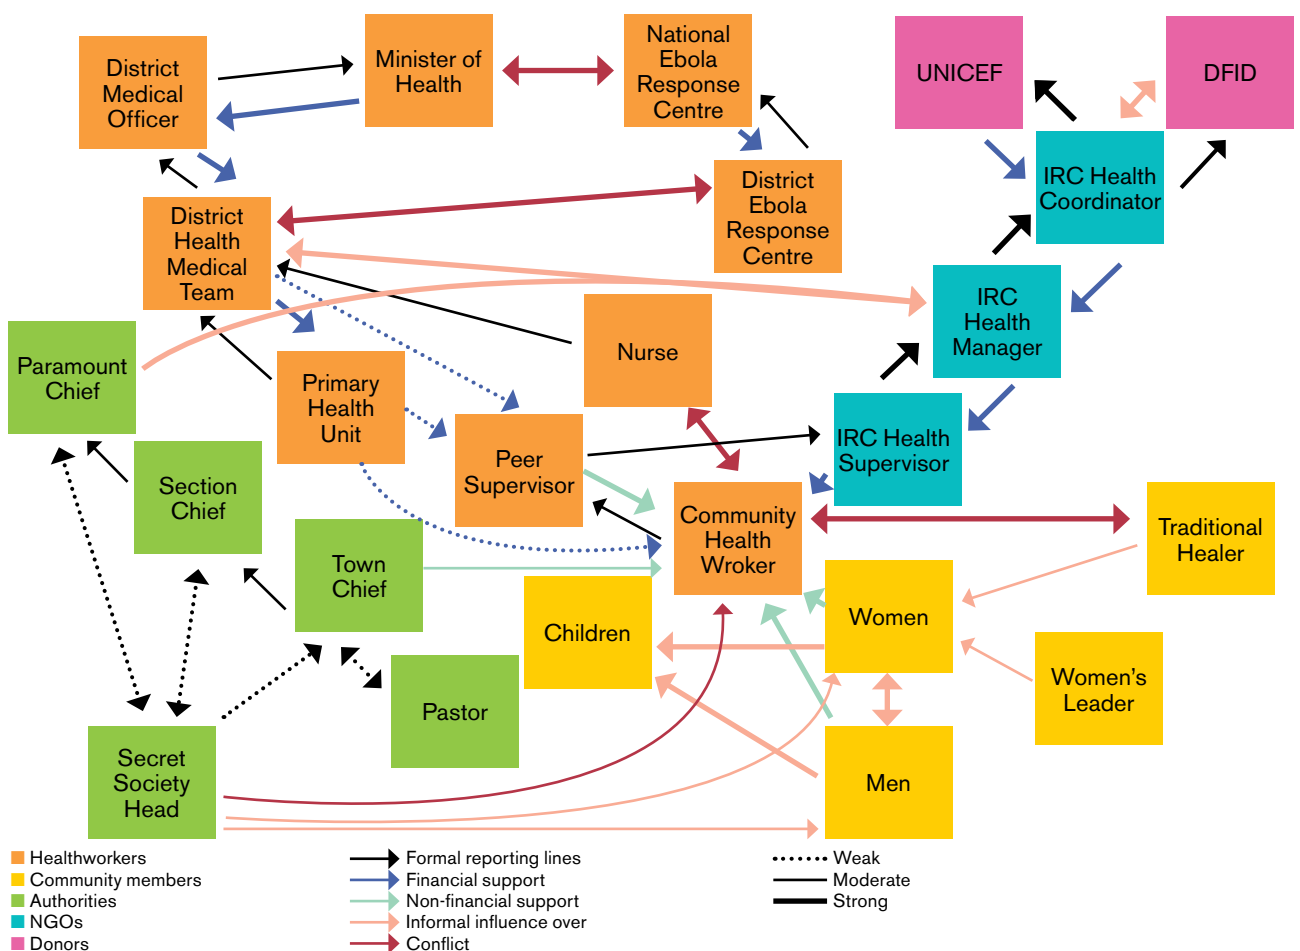 District
Medical
Officer
Minister of
Health
National
Ebola
Response
Centre
UNICEF
DFID
District
Ebola
Response
Centre
IRC Health
Coordinator
District
Health
Medical
Team
IRC
Health
Manager
Nurse
Paramount
Chief
Primary
Health
Unit
Peer
Supervisor
IRC Health
Supervisor
Section
Chief
Community
Health
Wroker
Traditional
Healer
Town
Chief
Children
Women
Women's
Leader
Pastor
Secret
Society
Head
Men
Healthworkers
Community members
Authorities
NGOs
Donors
Formal reporting lines
Financial support
Non-financial support
Informal influence over
Conflict
Weak
Moderate
Strong